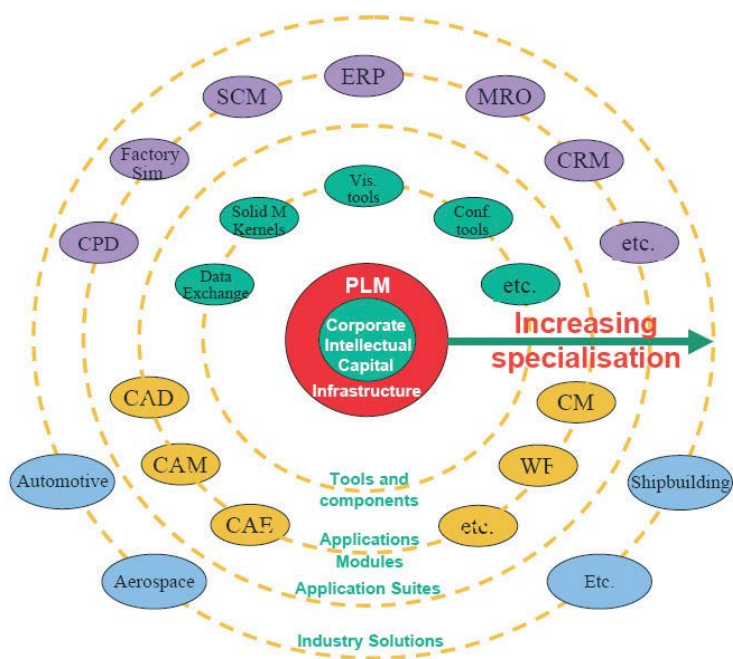 ERP
SCM
MRO
Factory
Sim.
CRM
CPD
etc.
Vis.
tools
Solid M
Kernels
Conf.
tools
Data
Exchange
etc.
PLM
Corporate
Intellectual
Capital
Infrastructure
Increasing
specialisation
CAD
CM
CAM
WF
CAE
etc.
Tools and
components
Applications
Modules
Application Suites
Automotive
Shipbuilding
Aerospace
Etc.
Industry Solutions